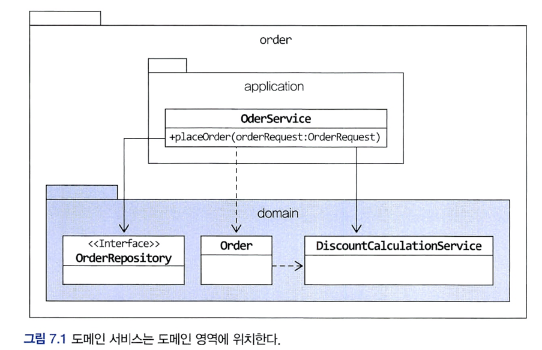 order
application
OderService
+placeOrder(orderRequest:OrderRequest)
domain
<<Interface>>
OrderRepository
Order
DiscountCalculationService
그림 7.1 도메인 서비스는 도메인 영역에 위치한다.